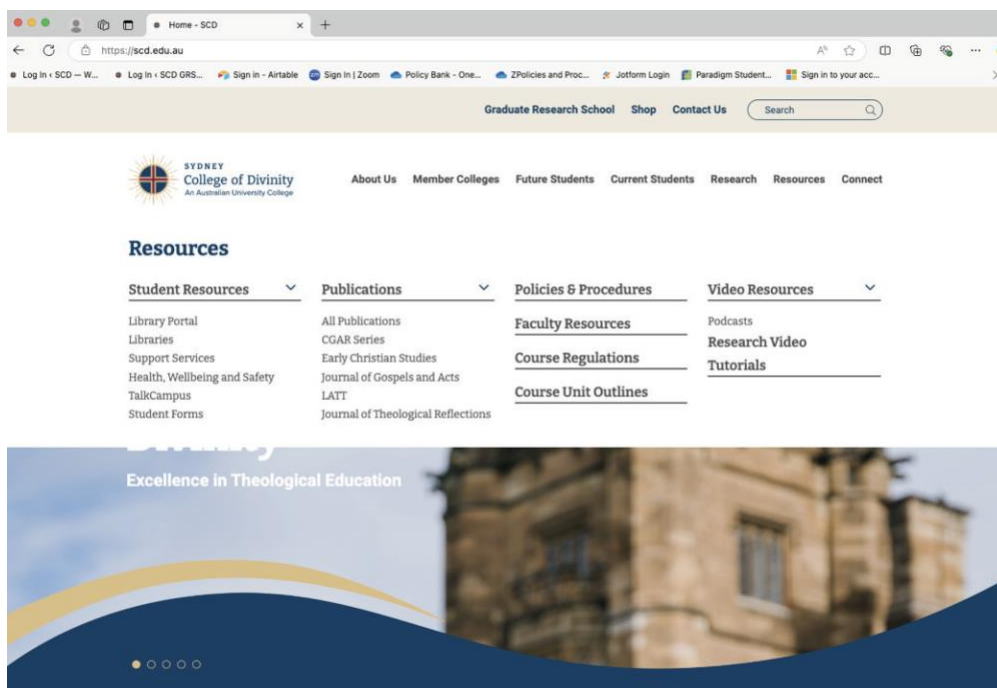 Home - SCD
https://scd.edu.au
Log In ‹ SCD — W... Log In ‹ SCD GRS... Sign in - Airtable Sign In | Zoom Policy Bank - One... ZPolicies and Proc... Jotform Login Paradigm Student... Sign in to your acc...
Graduate Research School Shop Contact Us Search
SYDNEY
College of Divinity
An Australian University College
About Us Member Colleges Future Students Current Students Research Resources Connect
Resources
Student Resources
Library Portal
Libraries
Support Services
Health, Wellbeing and Safety
TalkCampus
Student Forms
Publications
All Publications
CGAR Series
Early Christian Studies
Journal of Gospels and Acts
LATT
Journal of Theological Reflections
Policies & Procedures
Faculty Resources
Course Regulations
Course Unit Outlines
Video Resources
Podcasts
Research Video
Tutorials
Divinity
Excellence in Theological Education